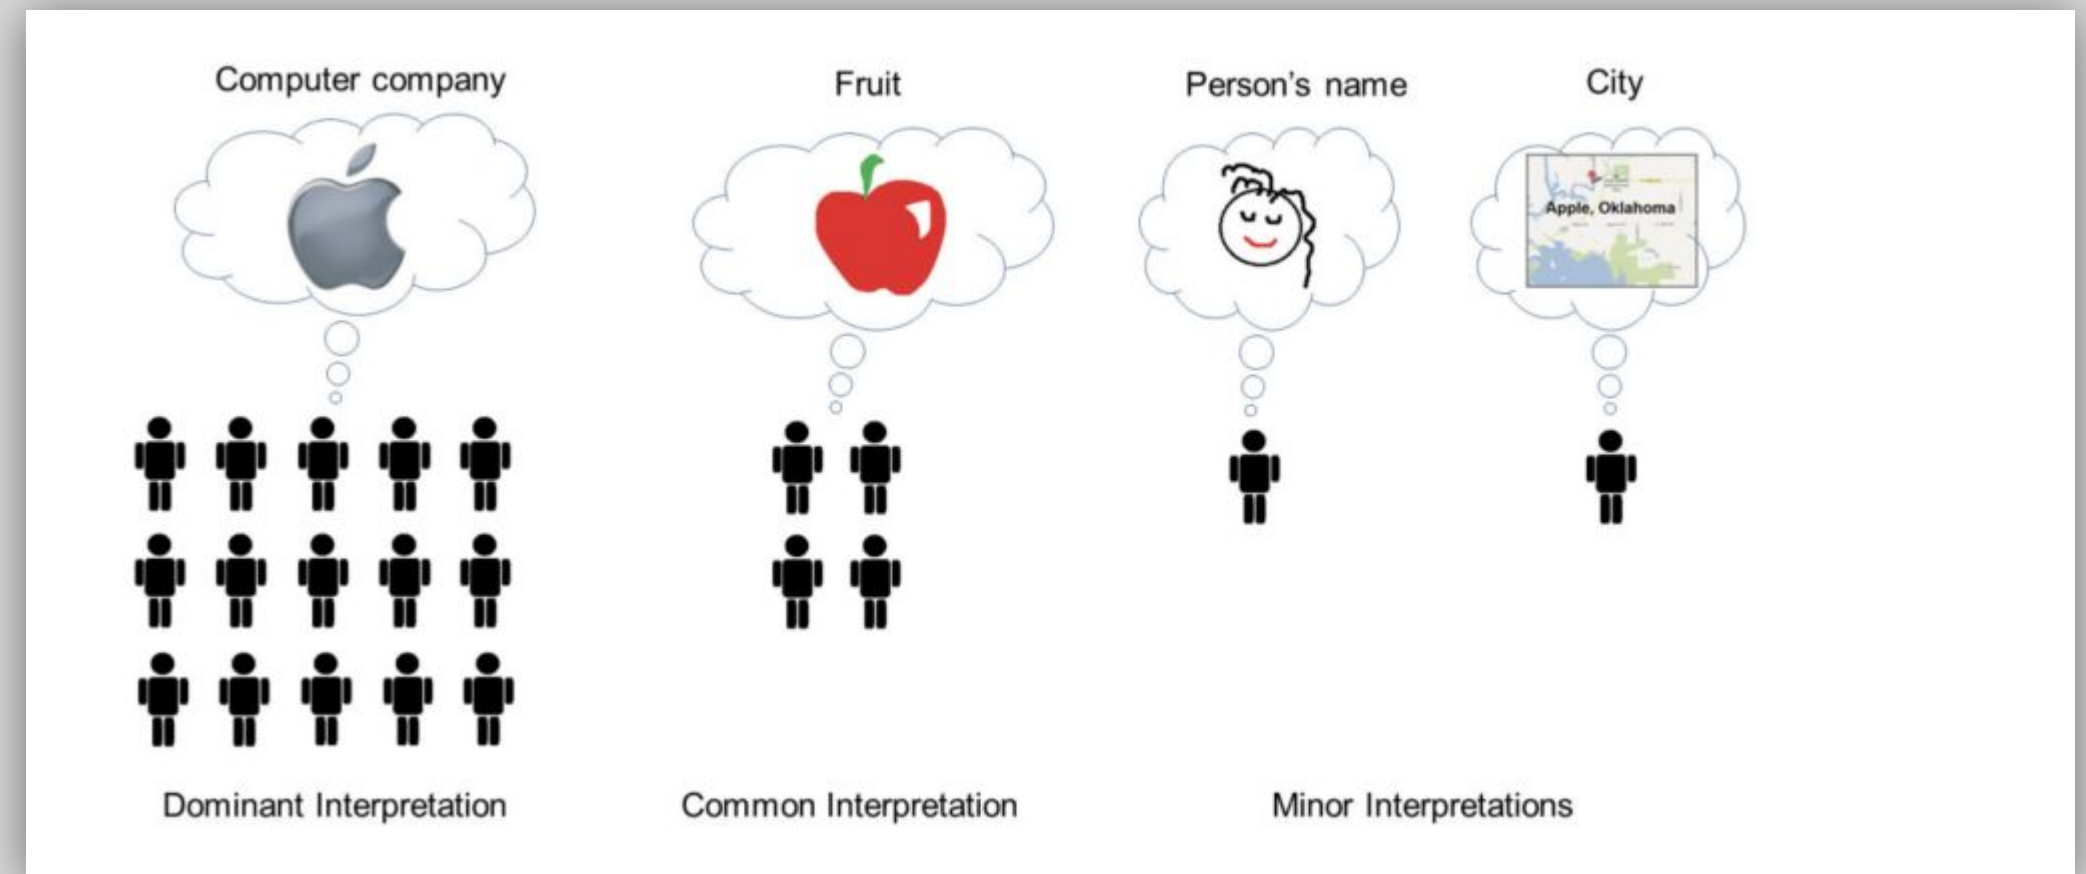 Computer company
Fruit
Person's name
City
Apple, Oklahoma
Dominant Interpretation
Common Interpretation
Minor Interpretations